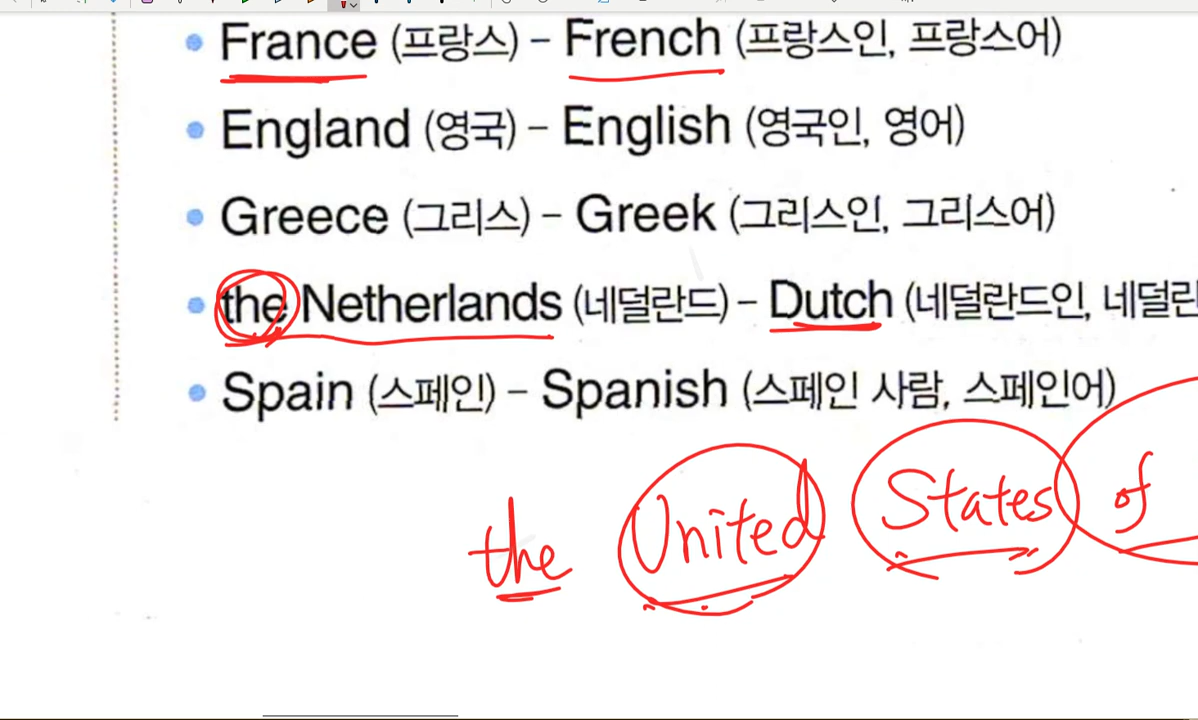 France (프랑스) – French (프랑스인, 프랑스어)
England (영국) – English (영국인, 영어)
Greece (그리스) – Greek (그리스인, 그리스어)
the Netherlands (네덜란드) – Dutch (네덜란드인, 네덜란
Spain (스페인) – Spanish (스페인 사람, 스페인어)
the United States of